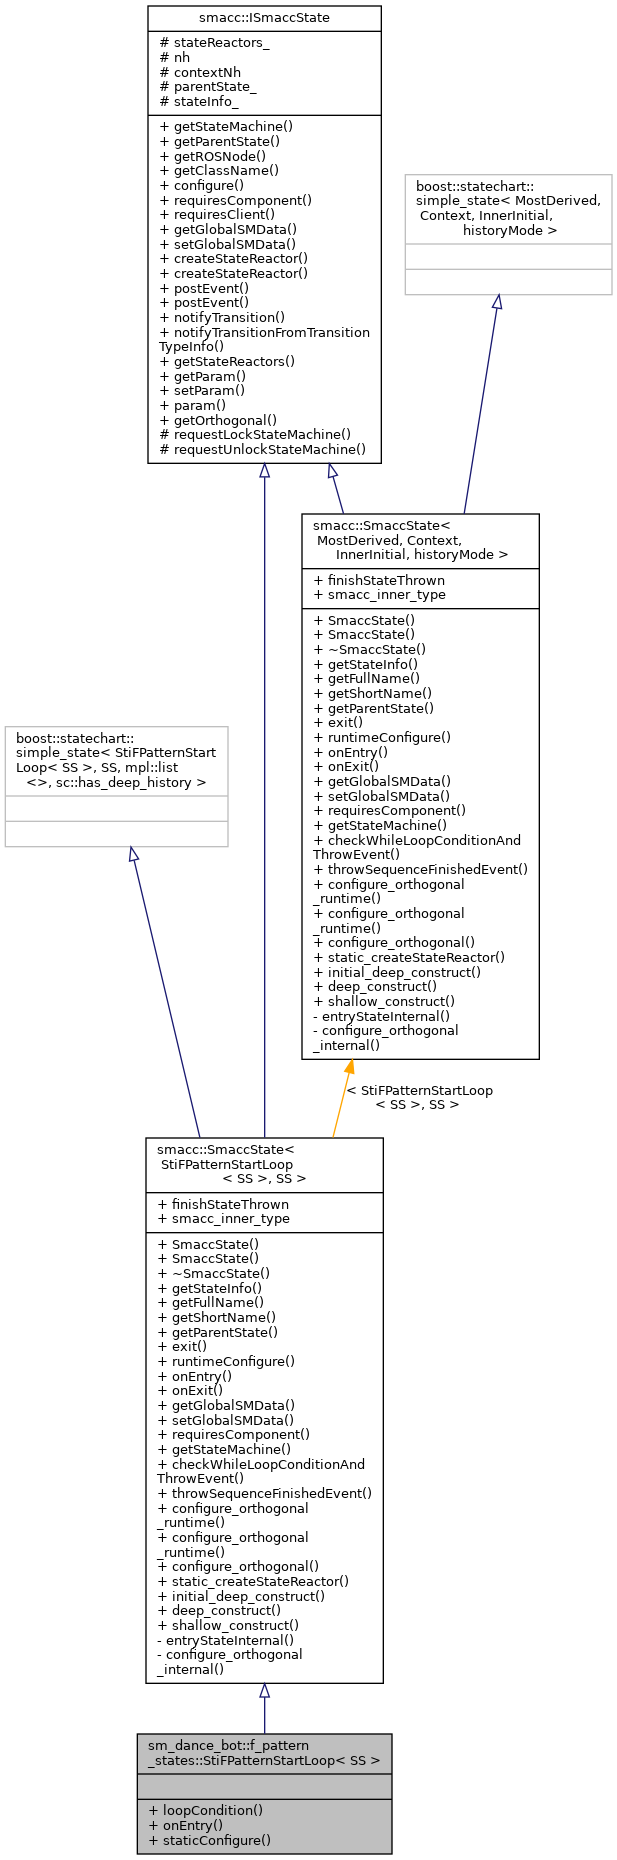 smacc::ISmaccState
# stateReactors_
# nh
# contextNh
# parentState_
# stateInfo_
+ getStateMachine()
+ getParentState()
+ getROSNode()
+ getClassName()
+ configure()
+ requiresComponent()
+ requiresClient()
+ getGlobalSMData()
+ setGlobalSMData()
+ createStateReactor()
+ createStateReactor()
+ postEvent()
+ postEvent()
+ notifyTransition()
+ notifyTransitionFromTransition
TypeInfo()
+ getStateReactors()
+ getParam()
+ setParam()
+ param()
+ getOrthogonal()
# requestLockStateMachine()
# requestUnlockStateMachine()
boost::statechart::
simple_state< MostDerived,
Context, InnerInitial,
historyMode >
smacc::SmaccState<
MostDerived, Context,
InnerInitial, historyMode >
+ finishStateThrown
+ smacc_inner_type
+ SmaccState()
+ SmaccState()
+ ~SmaccState()
+ getStateInfo()
+ getFullName()
+ getShortName()
+ getParentState()
+ exit()
+ runtimeConfigure()
+ onEntry()
+ onExit()
+ getGlobalSMData()
+ setGlobalSMData()
+ requiresComponent()
+ getStateMachine()
+ checkWhileLoopConditionAnd
ThrowEvent()
+ throwSequenceFinishedEvent()
+ configure_orthogonal
_runtime()
+ configure_orthogonal
_runtime()
+ configure_orthogonal()
+ static_createStateReactor()
+ initial_deep_construct()
+ deep_construct()
+ shallow_construct()
- entryStateInternal()
- configure_orthogonal
_internal()
boost::statechart::
simple_state< StiFPatternStart
Loop< SS >, SS, mpl::list
<>, sc::has_deep_history >
< StiFPatternStartLoop
< SS >, SS >
smacc::SmaccState<
StiFPatternStartLoop
< SS >, SS >
+ finishStateThrown
+ smacc_inner_type
+ SmaccState()
+ SmaccState()
+ ~SmaccState()
+ getStateInfo()
+ getFullName()
+ getShortName()
+ getParentState()
+ exit()
+ runtimeConfigure()
+ onEntry()
+ onExit()
+ getGlobalSMData()
+ setGlobalSMData()
+ requiresComponent()
+ getStateMachine()
+ checkWhileLoopConditionAnd
ThrowEvent()
+ throwSequenceFinishedEvent()
+ configure_orthogonal
_runtime()
+ configure_orthogonal
_runtime()
+ configure_orthogonal()
+ static_createStateReactor()
+ initial_deep_construct()
+ deep_construct()
+ shallow_construct()
- entryStateInternal()
- configure_orthogonal
_internal()
sm_dance_bot::f_pattern
_states::StiFPatternStartLoop< SS >
+ loopCondition()
+ onEntry()
+ staticConfigure()